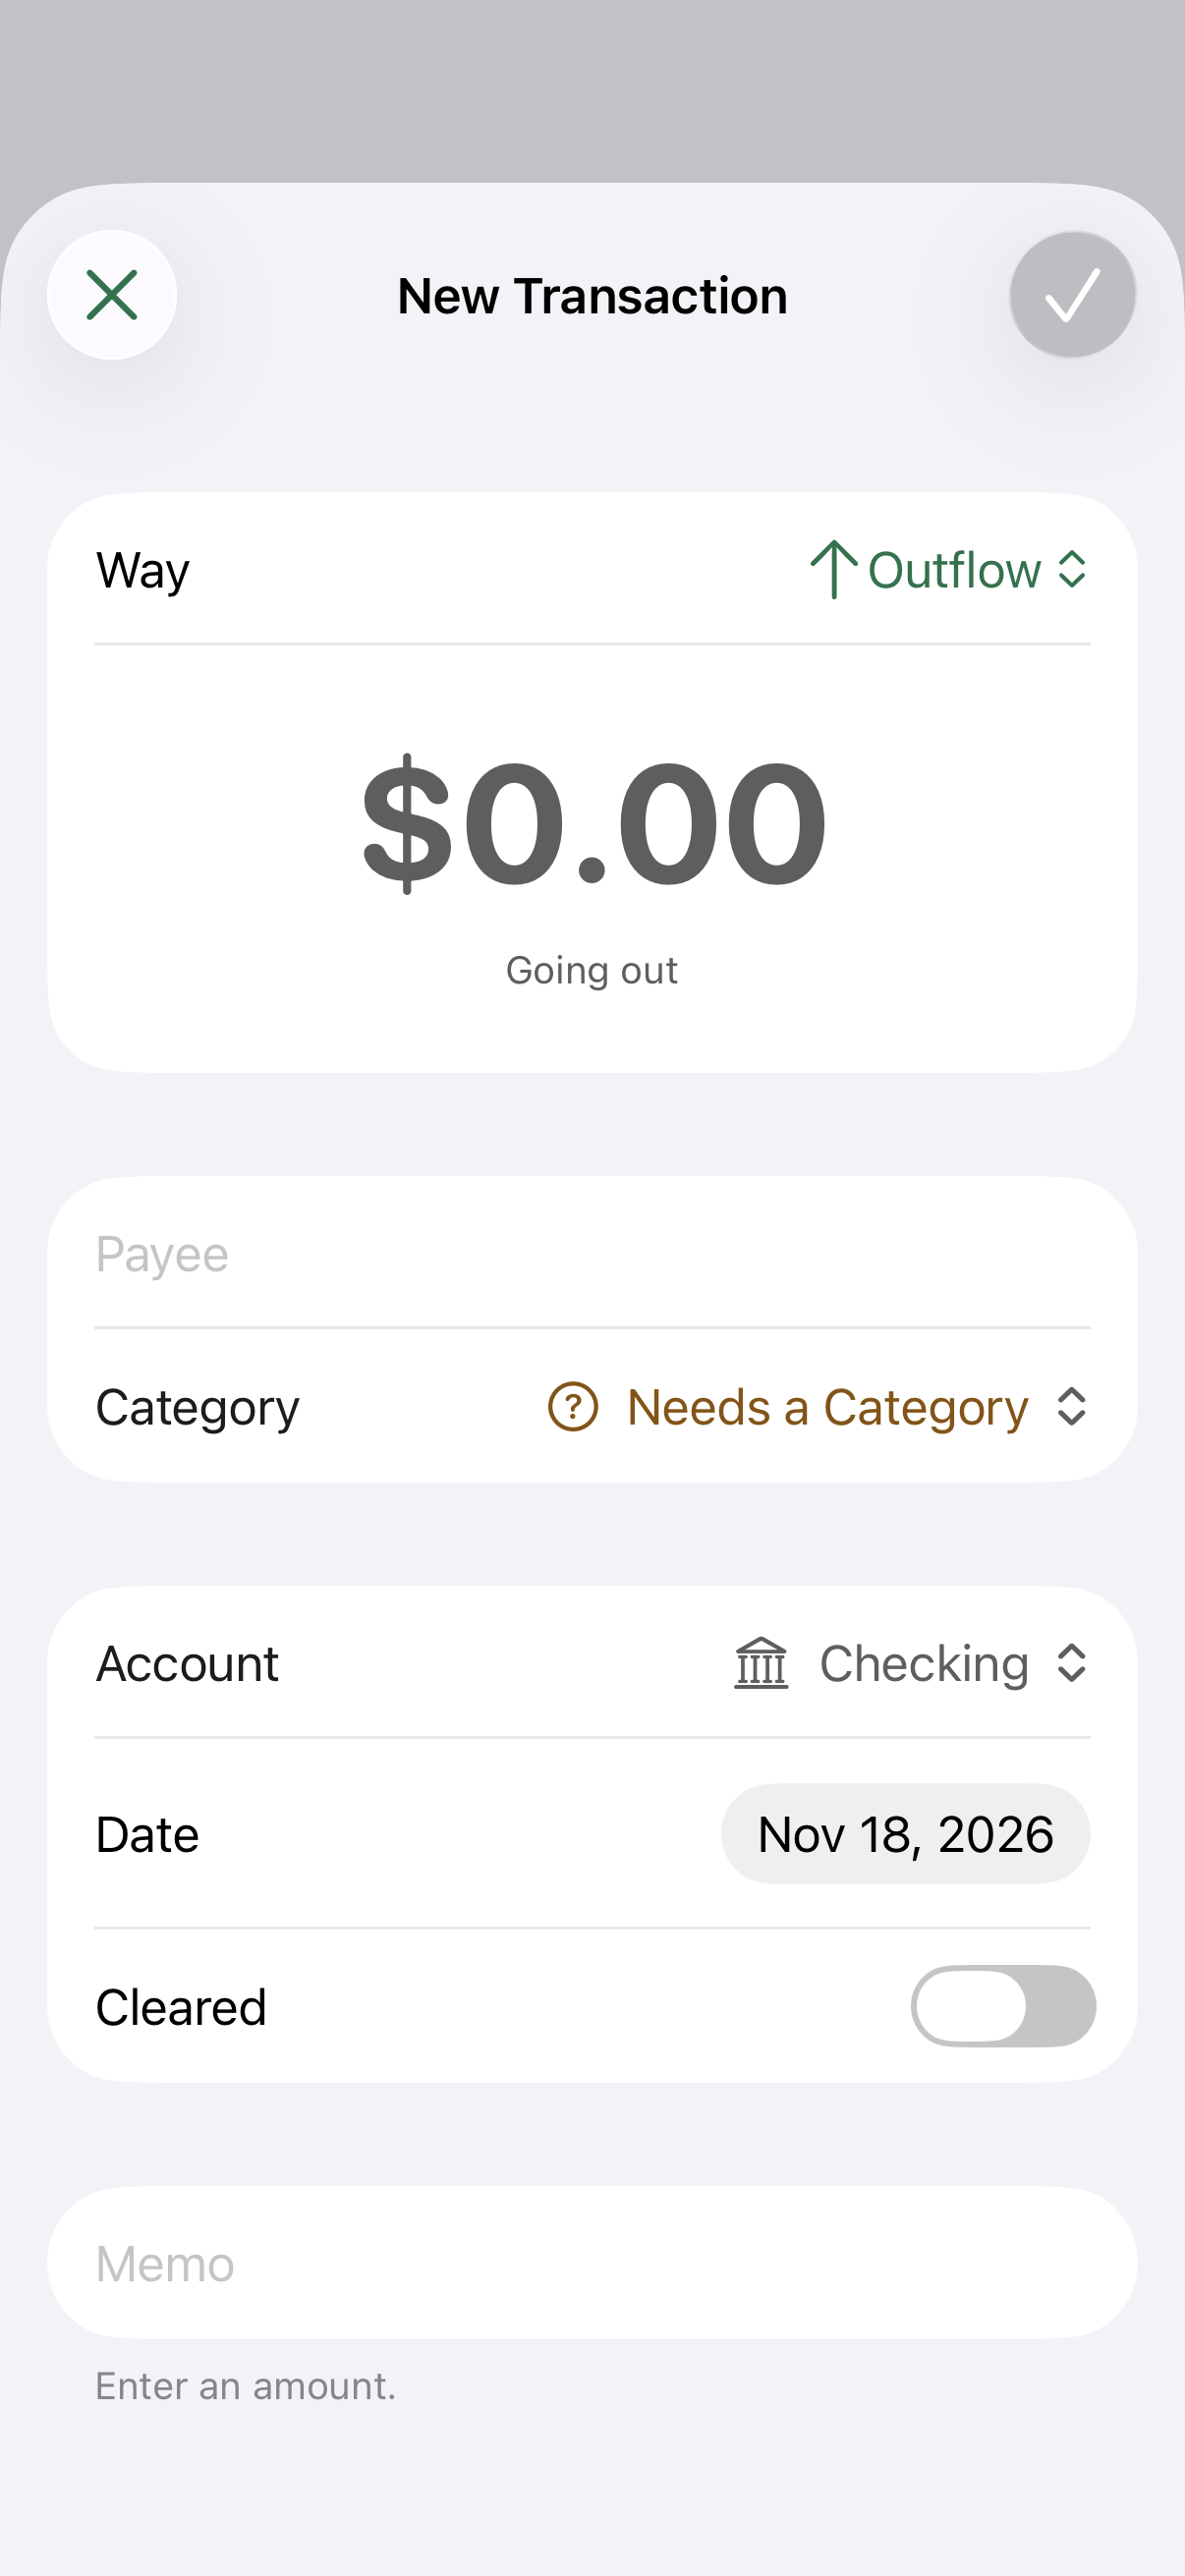 New Transaction
Way Outflow
$0.00
Going out
Payee
Category ? Needs a Category
Account Checking
Date Nov 18, 2026
Cleared
Memo
Enter an amount.